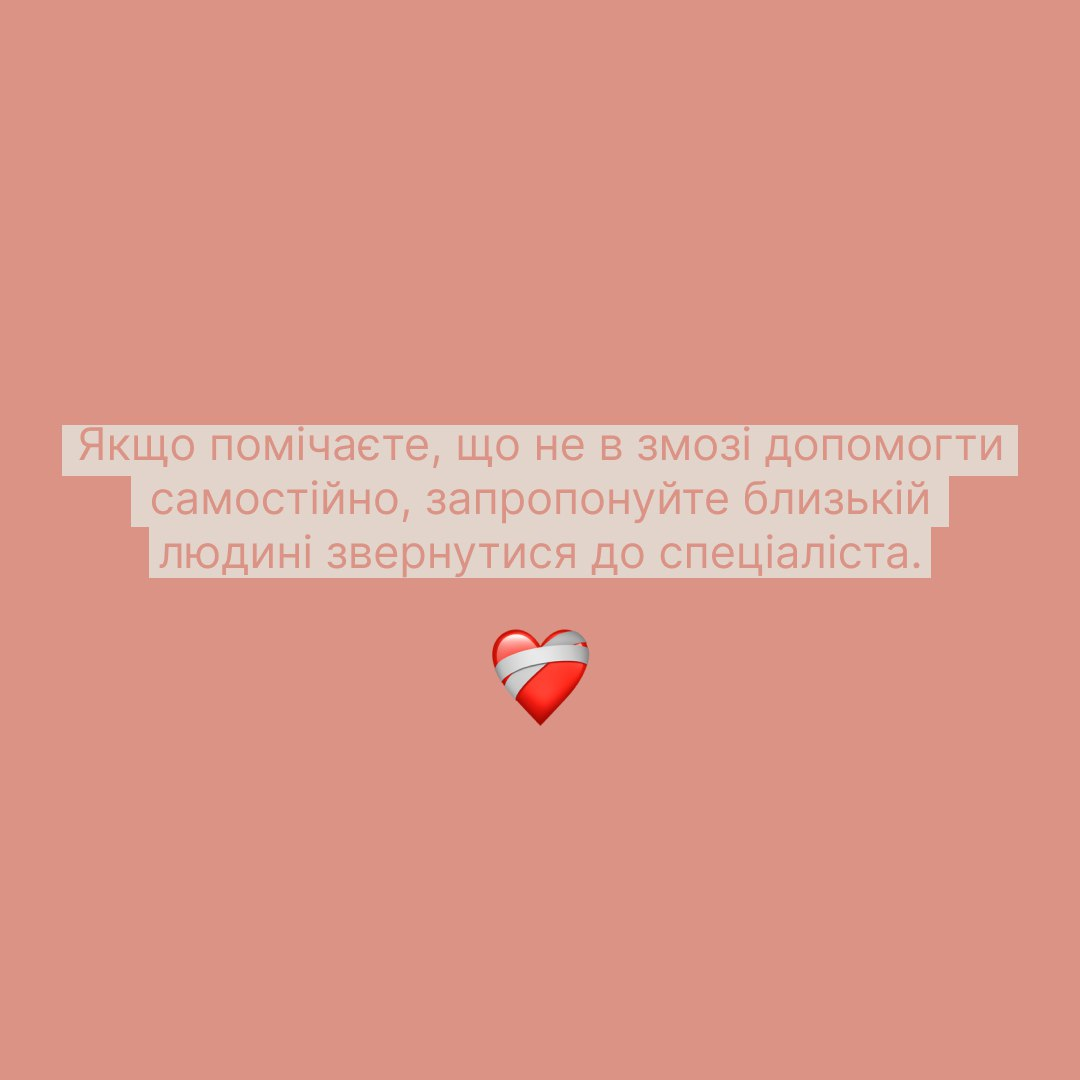 Якщо помічаєте, що не в змозі допомогти
самостійно, запропонуйте близькій
людині звернутися до спеціаліста.